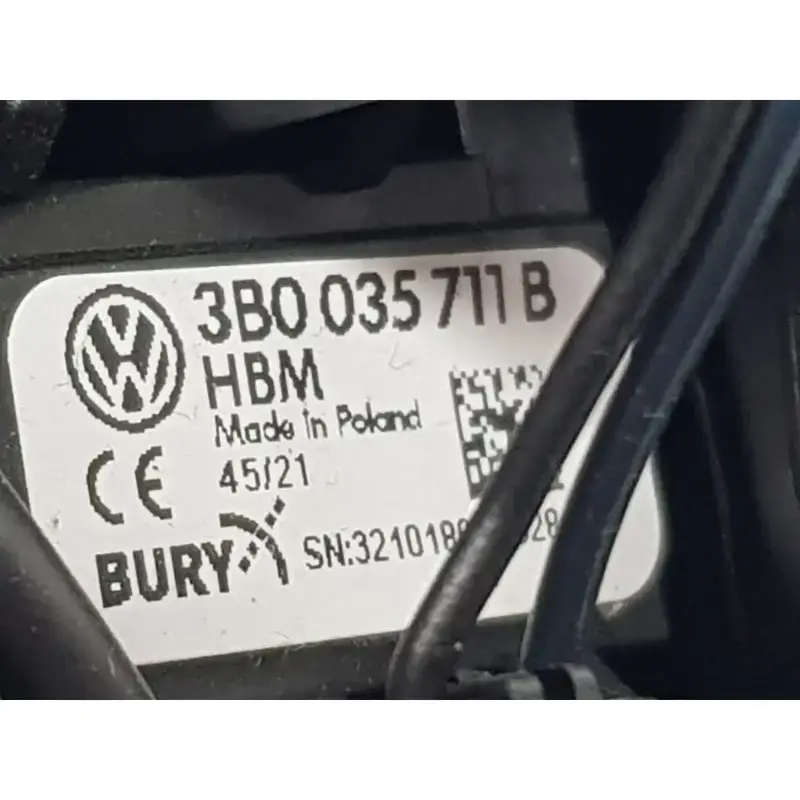 3B0 035 711 B
HBM
Made in Poland
CE 45/21
BURY